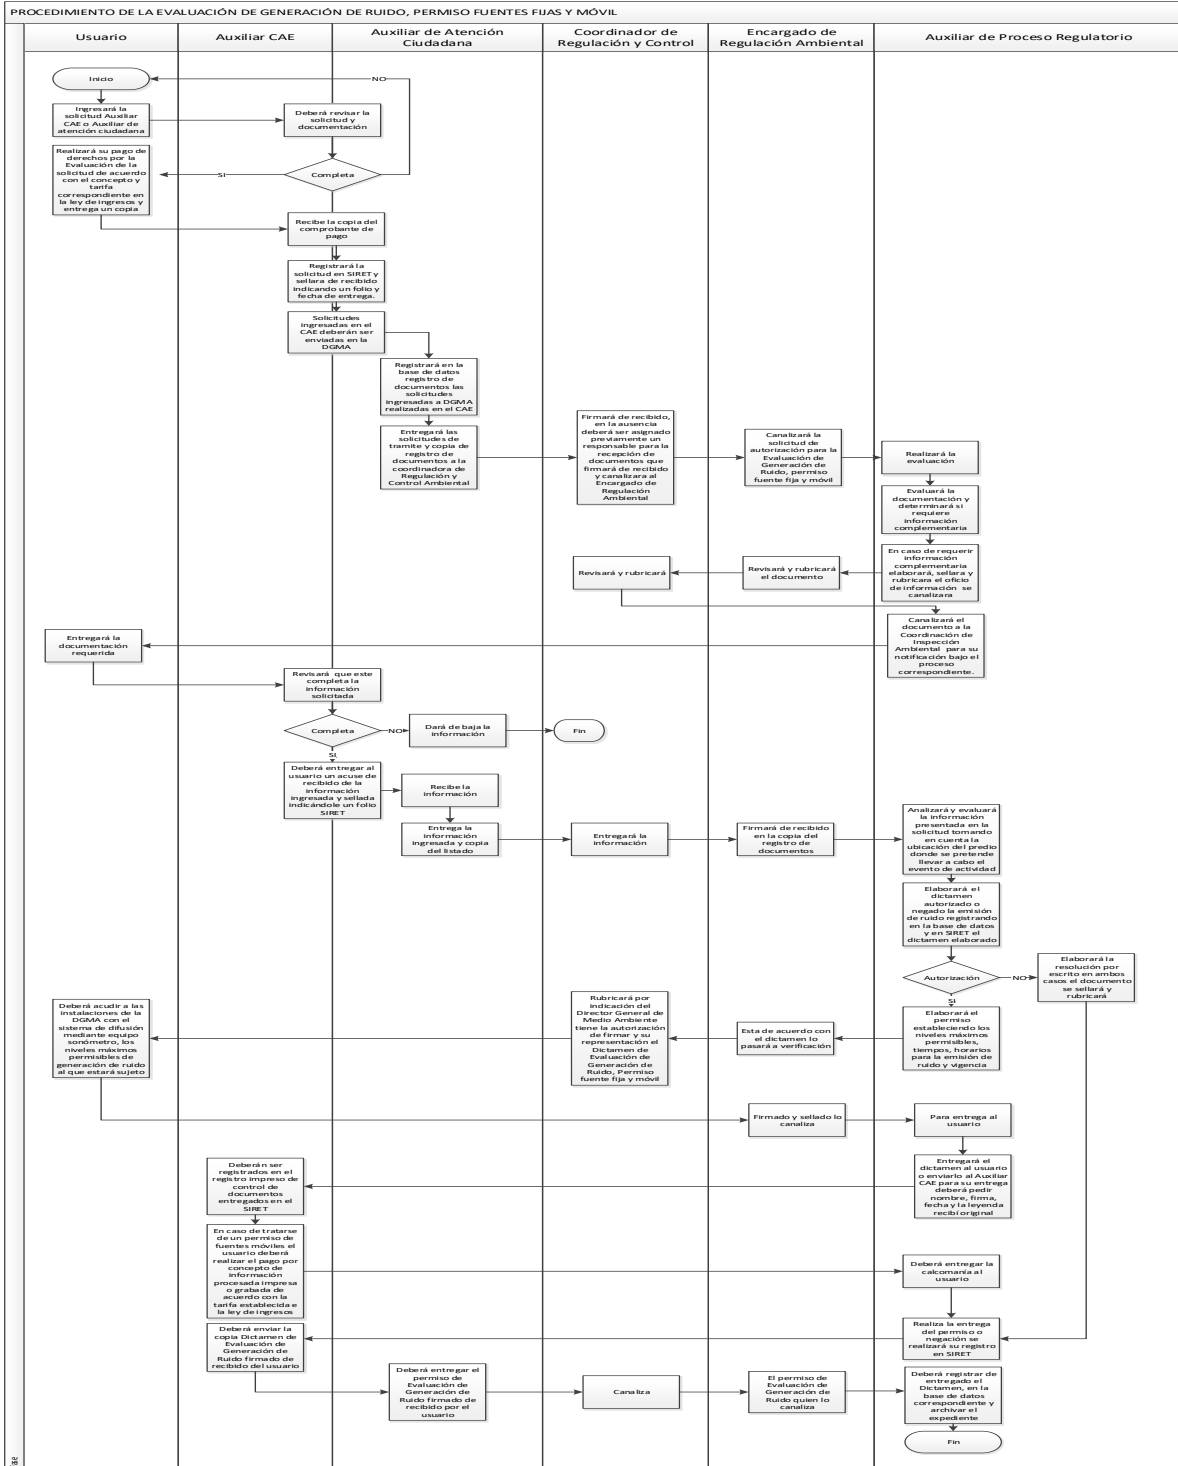 PROCEDIMIENTO DE LA EVALUACIÓN DE GENERACIÓN DE RUIDO, PERMISO FUENTES FIJAS Y MÓVIL
Usuario
Auxiliar CAE
Auxiliar de Atención
Ciudadana
Coordinador de
Regulación y Control
Encargado de
Regulación Ambiental
Auxiliar de Proceso Regulatorio
Inicio
NO
Ingresará la
solicitud Auxiliar
CAE o Auxiliar de
atención ciudadana
Deberá revisar la
solicitud y
documentación
Realizará su pago de
derechos por la
Evaluación de la
solicitud de acuerdo
con el concepto y
tarifa
correspondiente en
la ley de ingresos y
entrega un copia
SI
Completa
Recibe la copia del
comprobante de
pago
Registrará la
solicitud en SIRET y
sellara de recibido
indicando un folio y
fecha de entrega.
Solicitudes
ingresadas en el
CAE deberán ser
enviadas en la
DGMA
Registrará en la
base de datos
registro de
documentos las
solicitudes
ingresadas a DGMA
realizadas en el CAE
Entregará las
solicitudes de
tramite y copia de
registro de
documentos a la
coordinadora de
Regulación y
Control Ambiental
Firmará de recibido,
en la ausencia
deberá ser asignado
previamente un
responsable para la
recepción de
documentos que
firmará de recibido
y canalizara al
Encargado de
Regulación
Ambiental
Canalizará la
solicitud de
autorización para la
Evaluación de
Generación de
Ruido, permiso
fuente fija y móvil
Realizará la
evaluación
Evaluará la
documentación y
determinará si
requiere
información
complementaria
En caso de requerir
información
complementaria
elaborará, sellara y
rubricara el oficio
de información se
canalizara
Revisará y rubricará
el documento
Revisará y rubricará
Canalizará el
documento a la
Coordinación de
Inspección
Ambiental para su
notificación bajo el
proceso
correspondiente.
Entregará la
documentación
requerida
Revisará que este
completa la
información
solicitada
Completa
NO
Dará de baja la
información
Fin
SI
Deberá entregar al
usuario un acuse de
recibido de la
información
ingresada y sellada
indicándole un folio
SIRET
Recibe la
información
Entrega la
información
ingresada y copia
del listado
Entregará la
información
Firmará de recibido
en la copia del
registro de
documentos
Analizará y evaluará
la información
presentada en la
solicitud tomando
en cuenta la
ubicación del predio
donde se pretende
llevar a cabo el
evento de actividad
Elaborará el
dictamen
autorizado o
negado la emisión
de ruido registrando
en la base de datos
y en SIRET el
dictamen elaborado
Autorización
NO
Elaborará la
resolución por
escrito en ambos
casos el documento
se sellará y
rubricará
SI
Elaborará el
permiso
estableciendo los
niveles máximos
permisibles,
tiempos, horarios
para la emisión de
ruido y vigencia
Esta de acuerdo con
el dictamen lo
pasará a verificación
Rubricará por
indicación del
Director General de
Medio Ambiente
tiene la autorización
de firmar y su
representación el
Dictamen de
Evaluación de
Generación de
Ruido, Permiso
fuente fija y móvil
Deberá acudir a las
instalaciones de la
DGMA con el
sistema de difusión
mediante equipo
sonómetro, los
niveles máximos
permisibles de
generación de ruido
al que estará sujeto
Firmado y sellado lo
canaliza
Para entrega al
usuario
Entregará el
dictamen al usuario
o enviarlo al Auxiliar
CAE para su entrega
deberá pedir
nombre, firma,
fecha y la leyenda
recibí original
Deberán ser
registrados en el
registro impreso de
control de
documentos
entregados en el
SIRET
En caso de tratarse
de un permiso de
fuentes móviles el
usuario deberá
realizar el pago por
concepto de
información
procesada impresa
o grabada de
acuerdo con la
tarifa establecida e
la ley de ingresos
Deberá entregar la
calcomanía al
usuario
Realiza la entrega
del permiso o
negación se
realizará su registro
en SIRET
Deberá enviar la
copia Dictamen de
Evaluación de
Generación de
Ruido firmado de
recibido del usuario
Deberá entregar el
permiso de
Evaluación de
Generación de
Ruido firmado de
recibido por el
usuario
Canaliza
El permiso de
Evaluación de
Generación de
Ruido quien lo
canaliza
Deberá registrar de
entregado el
Dictamen, en la
base de datos
correspondiente y
archivar el
expediente
Fin